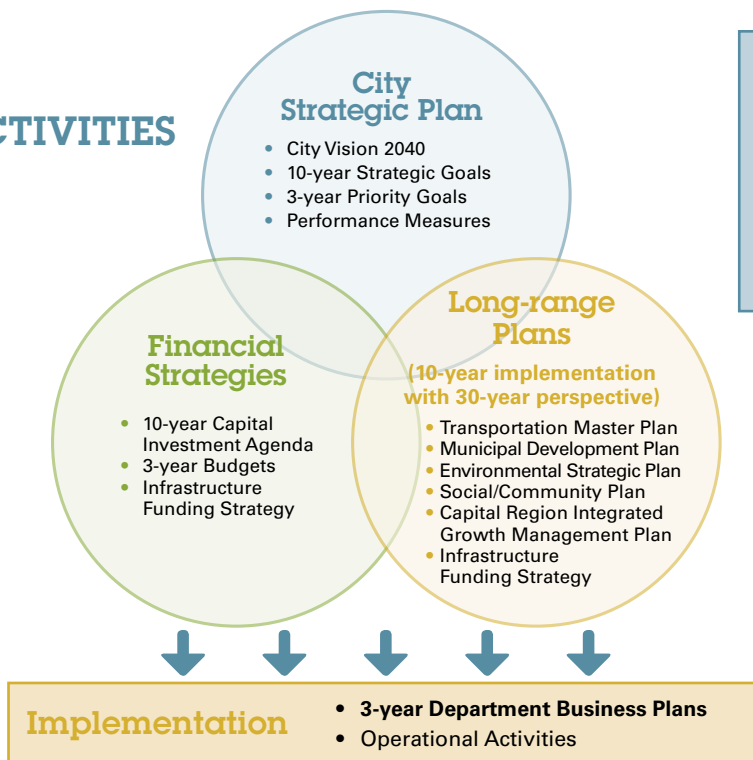 CTIVITIES
City
Strategic Plan
• City Vision 2040
• 10-year Strategic Goals
• 3-year Priority Goals
• Performance Measures
Financial
Strategies
• 10-year Capital
Investment Agenda
• 3-year Budgets
• Infrastructure
Funding Strategy
Long-range
Plans
(10-year implementation
with 30-year perspective)
• Transportation Master Plan
• Municipal Development Plan
• Environmental Strategic Plan
• Social/Community Plan
• Capital Region Integrated
Growth Management Plan
• Infrastructure
Funding Strategy
Implementation
• 3-year Department Business Plans
• Operational Activities